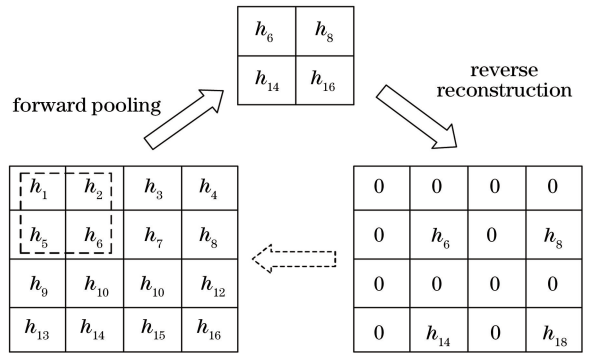 h6 h8
h14 h16
forward pooling
reverse
reconstruction
h1 h2 h3 h4
h5 h6 h7 h8
h9 h10 h10 h12
h13 h14 h15 h16
0 0 0 0
0 h6 0 h8
0 0 0 0
0 h14 0 h18